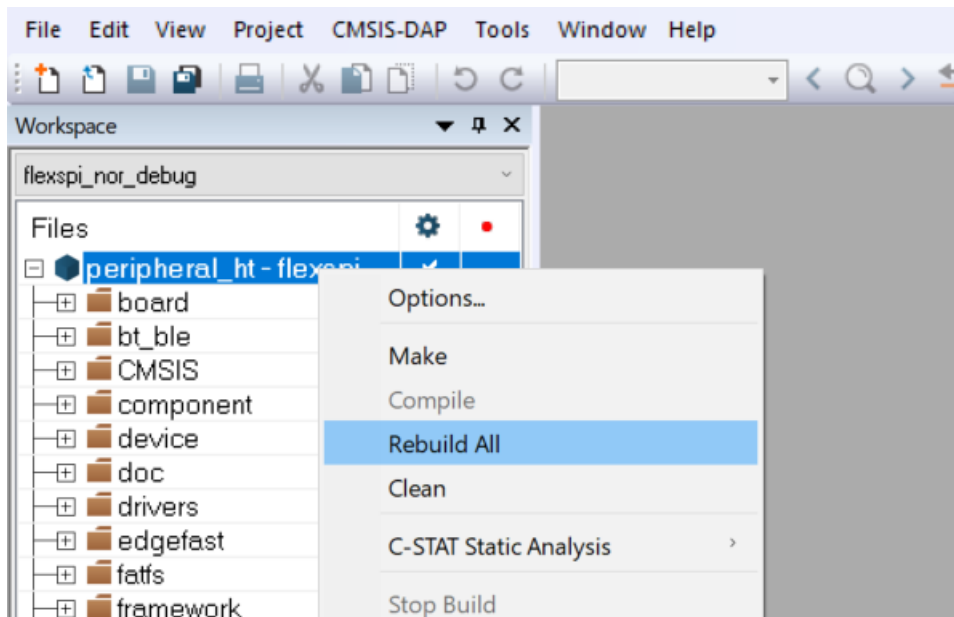 File Edit View Project CMSIS-DAP Tools Window Help
Workspace
flexspi_nor_debug
Files
peripheral_ht - flexspi
board
bt_ble
CMSIS
component
device
doc
drivers
edgefast
fatfs
framework
Options...
Make
Compile
Rebuild All
Clean
C-STAT Static Analysis
Stop Build